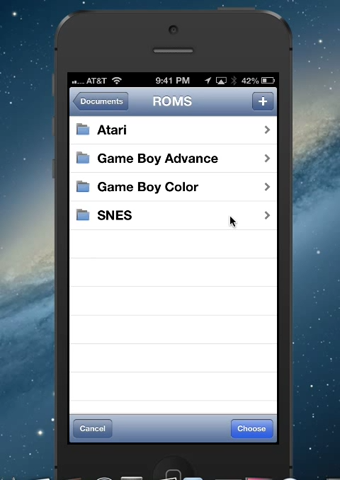 AT&T 9:41 PM 42%
Documents ROMS +
Atari
Game Boy Advance
Game Boy Color
SNES
Cancel Choose